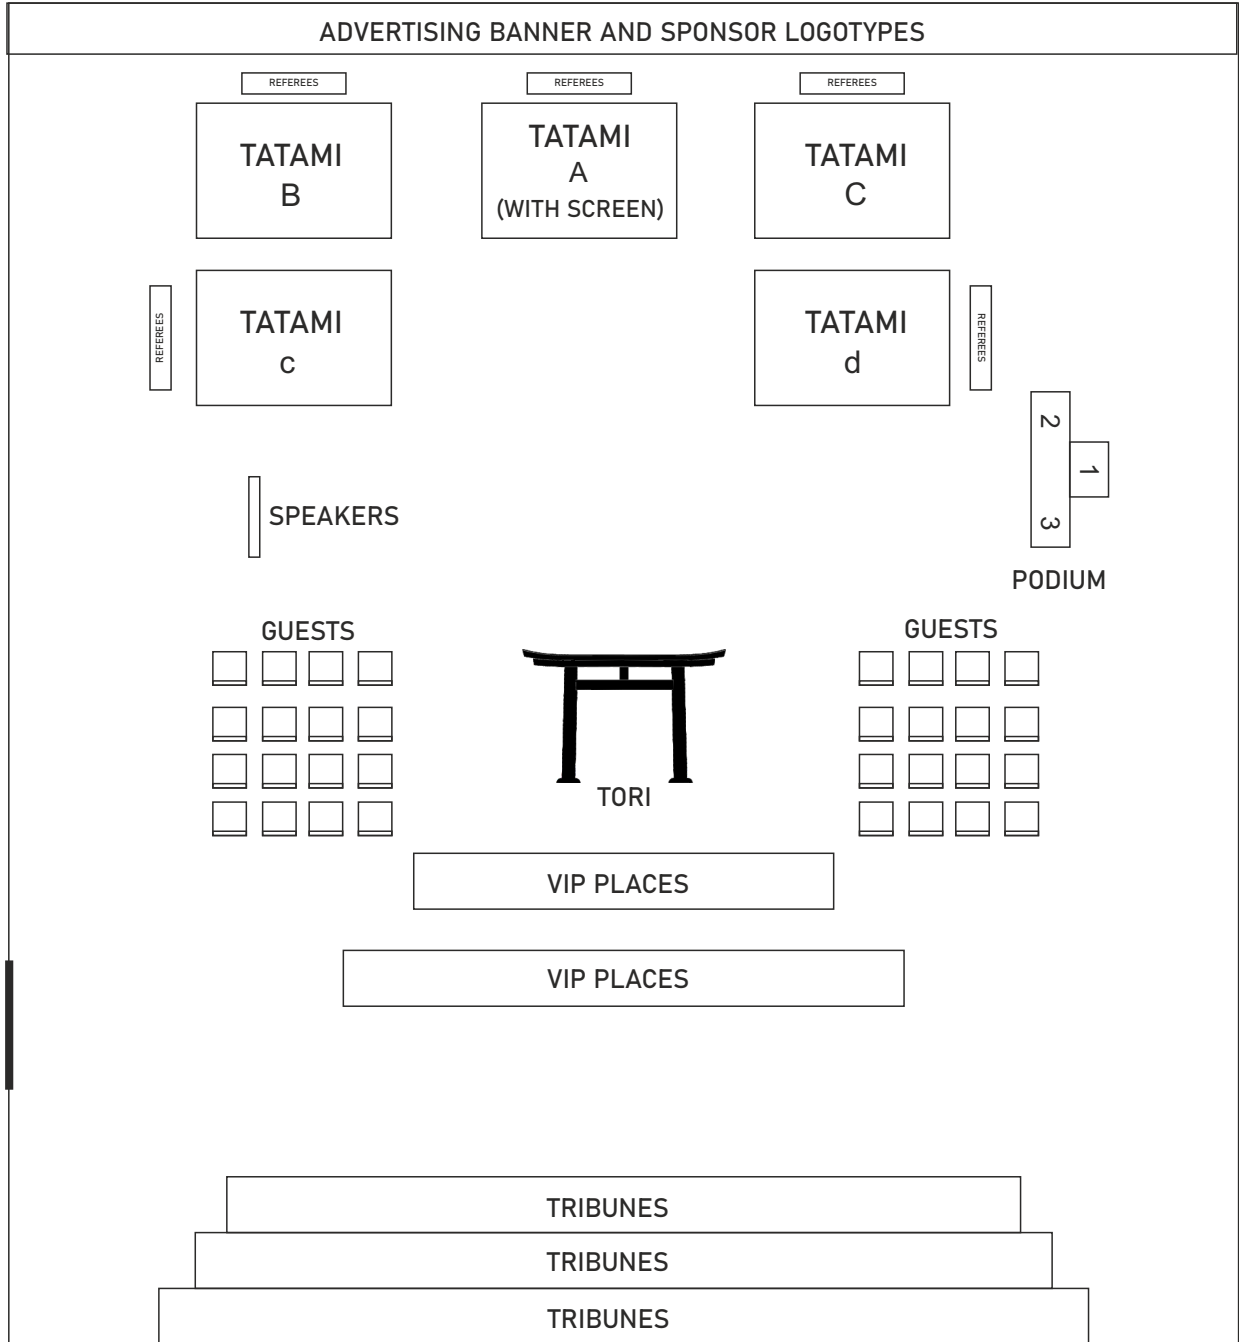 ADVERTISING BANNER AND SPONSOR LOGOTYPES
REFEREES
REFEREES
REFEREES
TATAMI
B
TATAMI
A
(WITH SCREEN)
TATAMI
C
REFEREES
TATAMI
c
TATAMI
d
REFEREES
2
1
3
SPEAKERS
PODIUM
GUESTS
GUESTS
TORI
VIP PLACES
VIP PLACES
TRIBUNES
TRIBUNES
TRIBUNES